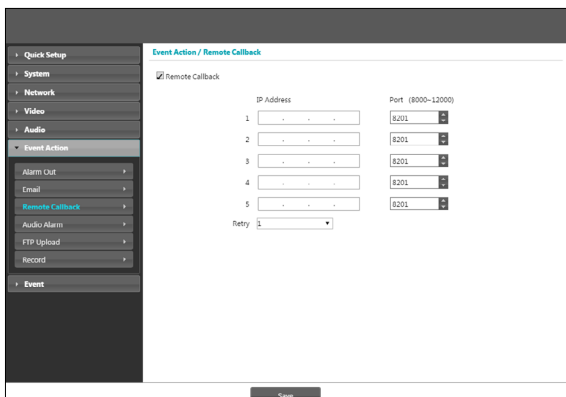 Quick Setup
System
Network
Video
Audio
Event Action
Alarm Out
Email
Remote Callback
Audio Alarm
FTP Upload
Record
Event
Event Action / Remote Callback
Remote Callback
IP Address Port (8000~12000)
1 . . . 8201
2 . . . 8201
3 . . . 8201
4 . . . 8201
5 . . . 8201
Retry 1
Save